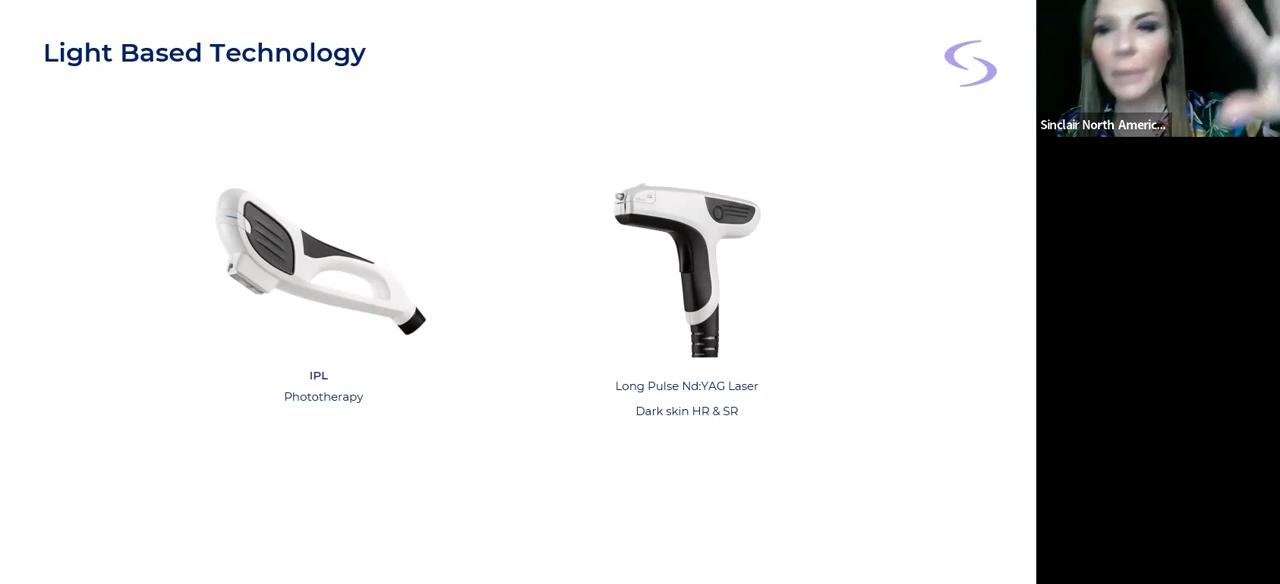 Light Based Technology
Sinclair North Americ...
IPL
Phototherapy
Long Pulse Nd:YAG Laser
Dark skin HR & SR